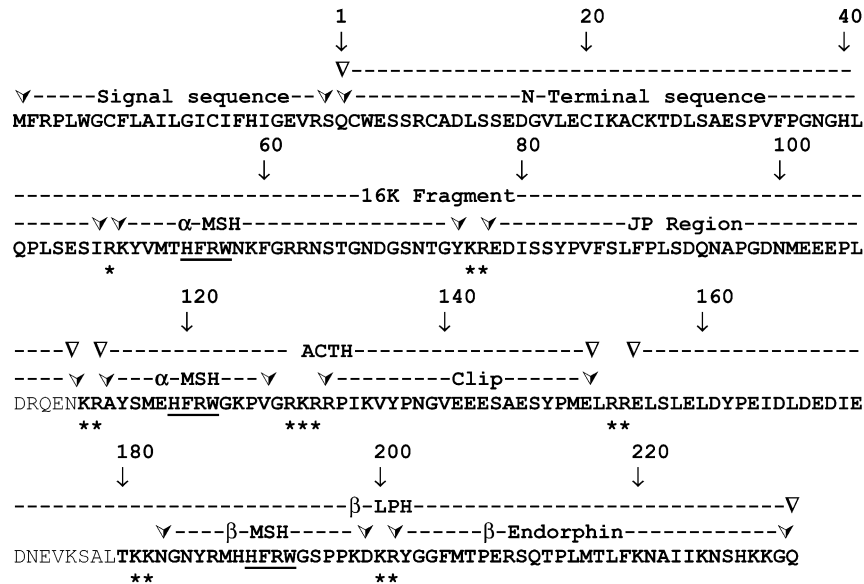 1 20 40
↓ ↓ ↓
∇---------------------------------------
⮛-----Signal sequence---⮛ ⮛--------------N-Terminal sequence-------
MFRPLWGCFLAILGICIFHIGEVRSQCWESSRCADLSSEDGVLECIKACKTDLSAESPVFPGNGHL
60 80 100
↓ ↓ ↓
---------------------------16K Fragment---------------------------
------⮛ ⮛----α-MSH-----------------⮛ ⮛-----------JP Region---------
QPLSESIRKYVMTHFRWNKFGRRNSTGNDGSNTGYKREDISSYPVFSLFPLSDQNAPGDNMEEEPL
* **
120 140 160
↓ ↓ ↓
----∇ ∇-------------- ACTH------------------∇ ∇-----------------
----⮛ ⮛---α-MSH---⮛ ⮛---------Clip------⮛
DRQENKRAYSMEHFRWGKPVGRKRRPIKVYPNGVEEESAESYPMELRRELSLELDYPEIDLDEDIE
** *** **
180 200 220
↓ ↓ ↓
--------------------------β-LPH-----------------------------∇
⮛----β-MSH---⮛ ⮛------β-Endorphin------------⮛
DNEVKSALTKKNGNYRMHHFRWGSPPKDKRYGGFMTPERSQTPLMTLFKNAIIKNSHKKGQ
** **